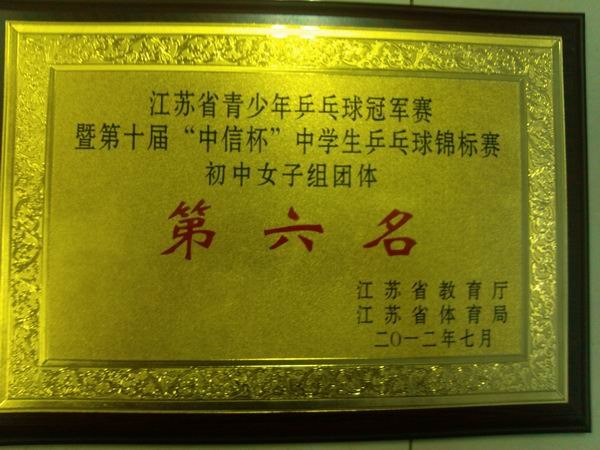 江苏省青少年乒乓球冠军赛
暨第十届“中信杯”中学生乒乓球锦标赛
初中女子组团体
第六名
江苏省教育厅
江苏省体育局
二〇一二年七月